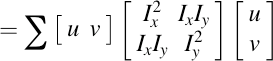 = ∑ [ u v ] [ I_x^2 I_xI_y ; I_xI_y I_y^2 ] [ u ; v ]